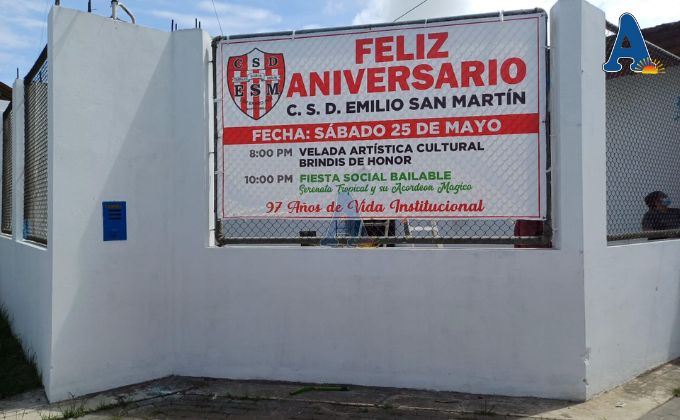 FELIZ
ANIVERSARIO
C. S. D. EMILIO SAN MARTÍN
CSD
ESM
FECHA: SÁBADO 25 DE MAYO
8:00 PM VELADA ARTÍSTICA CULTURAL
BRINDIS DE HONOR
10:00 PM FIESTA SOCIAL BAILABLE
Serenata Tropical y su Acordeon Magico
97 Años de Vida Institucional
A